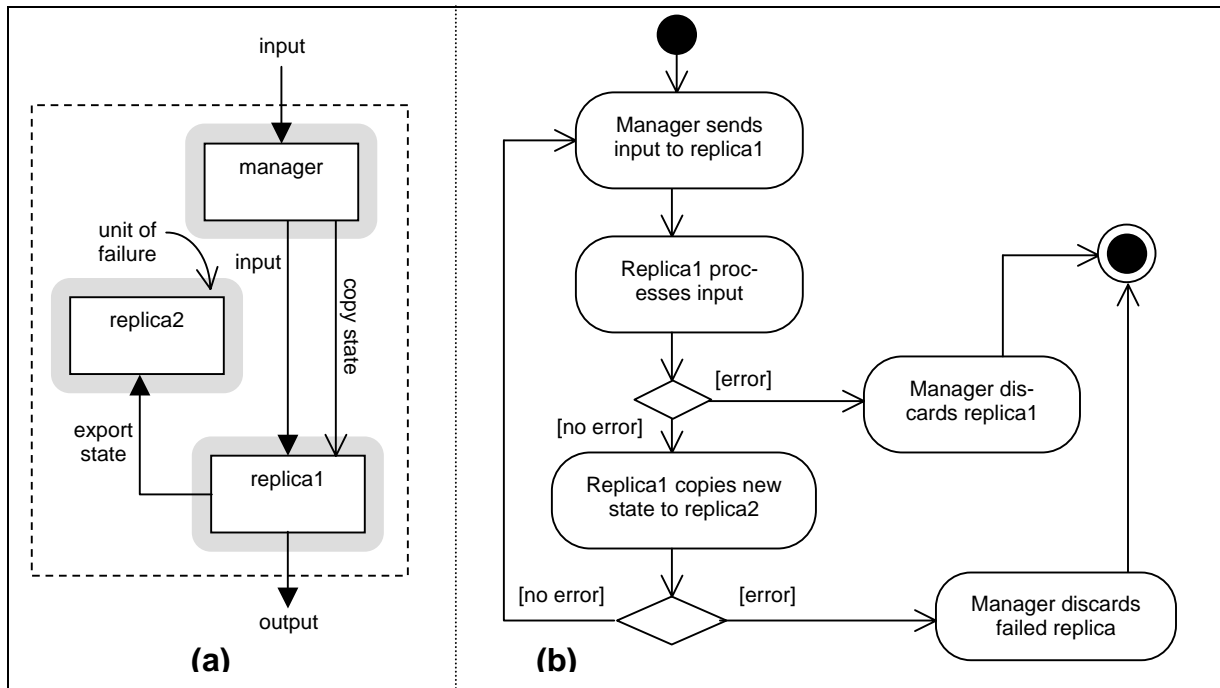 input
manager
unit of
failure
input
copy state
replica2
export
state
replica1
output
(a)
Manager sends
input to replica1
Replica1 proc-
esses input
[error]
Manager dis-
cards replica1
[no error]
Replica1 copies new
state to replica2
[no error]
[error]
Manager discards
failed replica
(b)